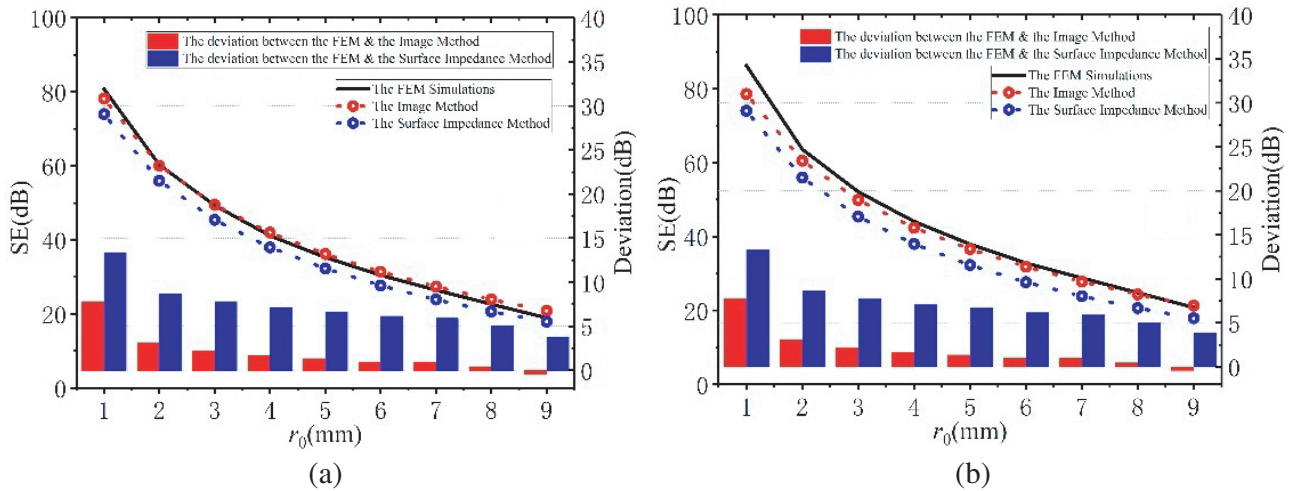 The deviation between the FEM & the Image Method
The deviation between the FEM & the Surface Impedance Method
The FEM Simulations
The Image Method
The Surface Impedance Method
SE(dB)
100
80
60
40
20
0
Deviation(dB)
40
35
30
25
20
15
10
5
0
1 2 3 4 5 6 7 8 9
r0(mm)
(a)
The deviation between the FEM & the Image Method
The deviation between the FEM & the Surface Impedance Method
The FEM Simulations
The Image Method
The Surface Impedance Method
SE(dB)
100
80
60
40
20
0
Deviation(dB)
40
35
30
25
20
15
10
5
0
1 2 3 4 5 6 7 8 9
r0(mm)
(b)